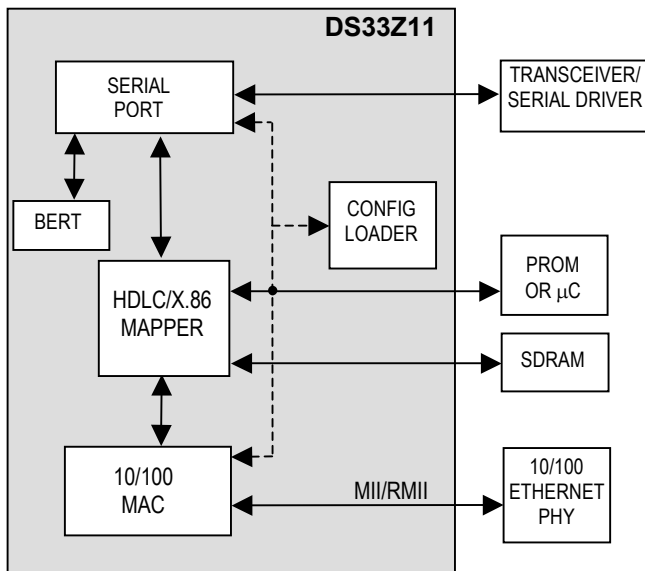 DS33Z11
SERIAL
PORT
TRANSCEIVER/
SERIAL DRIVER
BERT
CONFIG
LOADER
HDLC/X.86
MAPPER
PROM
OR μC
SDRAM
10/100
MAC
MII/RMII
10/100
ETHERNET
PHY